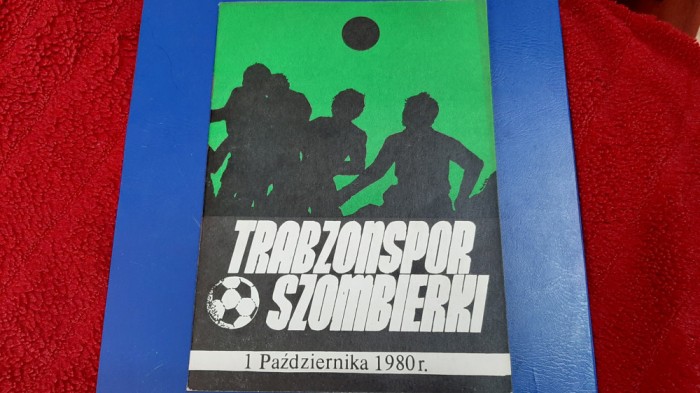 TRABZONSPOR
SZOMBIERKI
1 Października 1980 r.